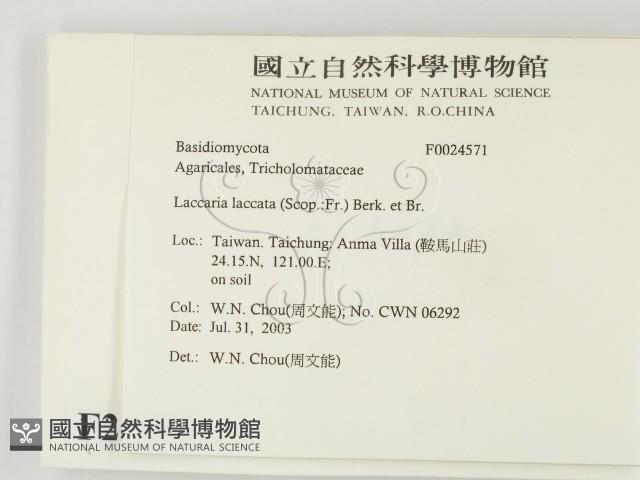 國立自然科學博物館
NATIONAL MUSEUM OF NATURAL SCIENCE
TAICHUNG, TAIWAN, R.O.CHINA
Basidiomycota F0024571
Agaricales, Tricholomataceae
Laccaria laccata (Scop.:Fr.) Berk. et Br.
Loc.: Taiwan. Taichung: Anma Villa (鞍馬山莊)
24.15.N, 121.00.E;
on soil
Col.: W.N. Chou(周文能); No. CWN 06292
Date: Jul. 31, 2003
Det.: W.N. Chou(周文能)
F2
國立自然科學博物館
NATIONAL MUSEUM OF NATURAL SCIENCE